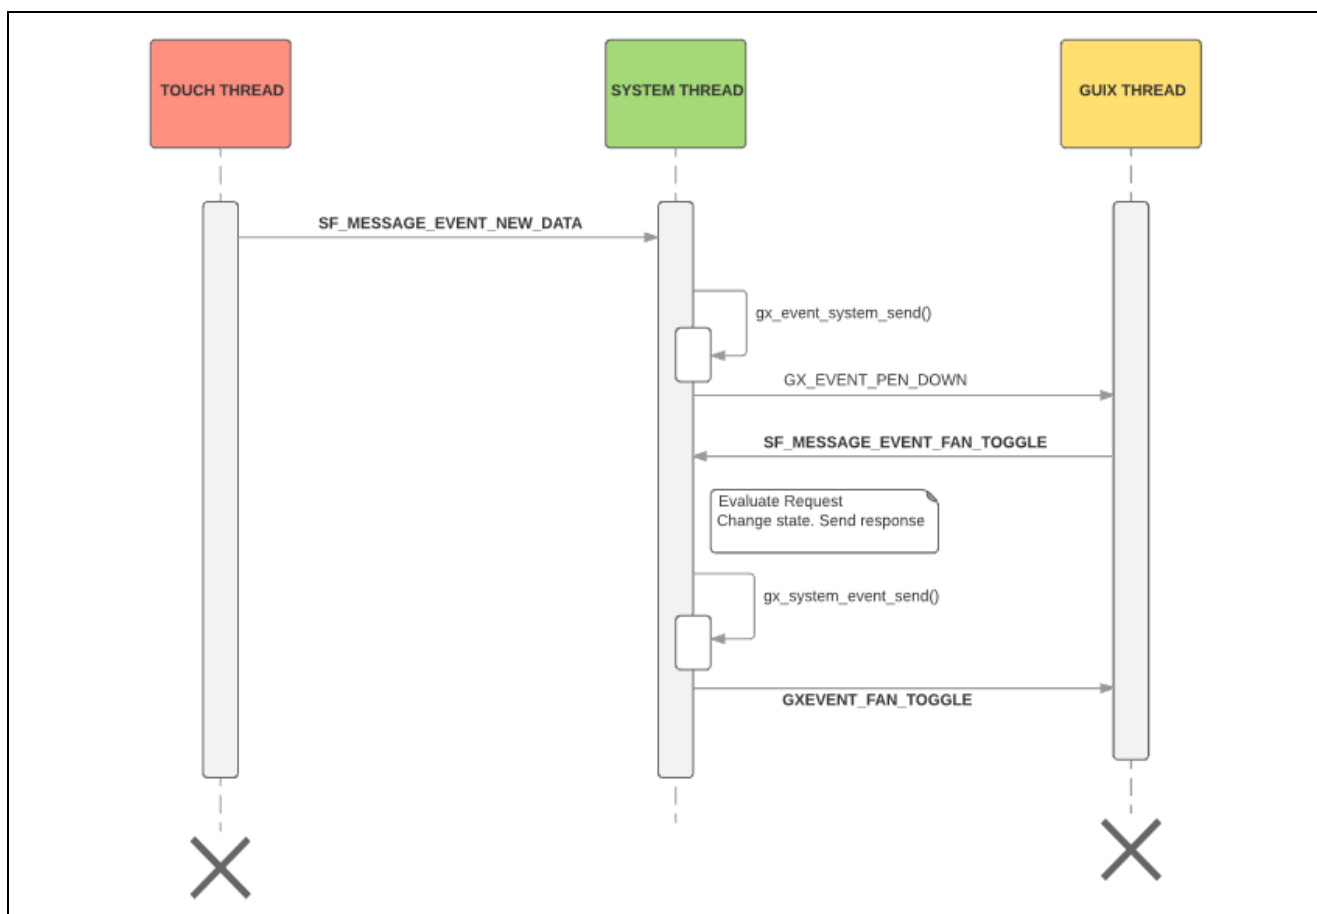 TOUCH THREAD
SYSTEM THREAD
GUIX THREAD
SF_MESSAGE_EVENT_NEW_DATA
gx_event_system_send()
GX_EVENT_PEN_DOWN
SF_MESSAGE_EVENT_FAN_TOGGLE
Evaluate Request
Change state. Send response
gx_system_event_send()
GXEVENT_FAN_TOGGLE